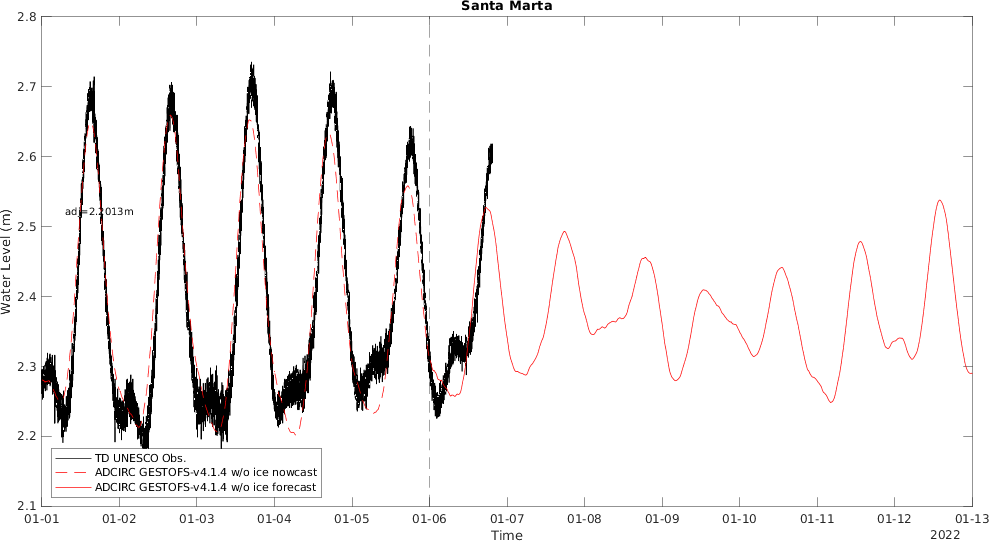 Santa Marta
2.8
2.7
2.6
2.5
2.4
2.3
2.2
2.1
Water Level (m)
adj=2.2013m
TD UNESCO Obs.
ADCIRC GESTOFS-v4.1.4 w/o ice nowcast
ADCIRC GESTOFS-v4.1.4 w/o ice forecast
01-01 01-02 01-03 01-04 01-05 01-06 01-07 01-08 01-09 01-10 01-11 01-12 01-13
Time
2022